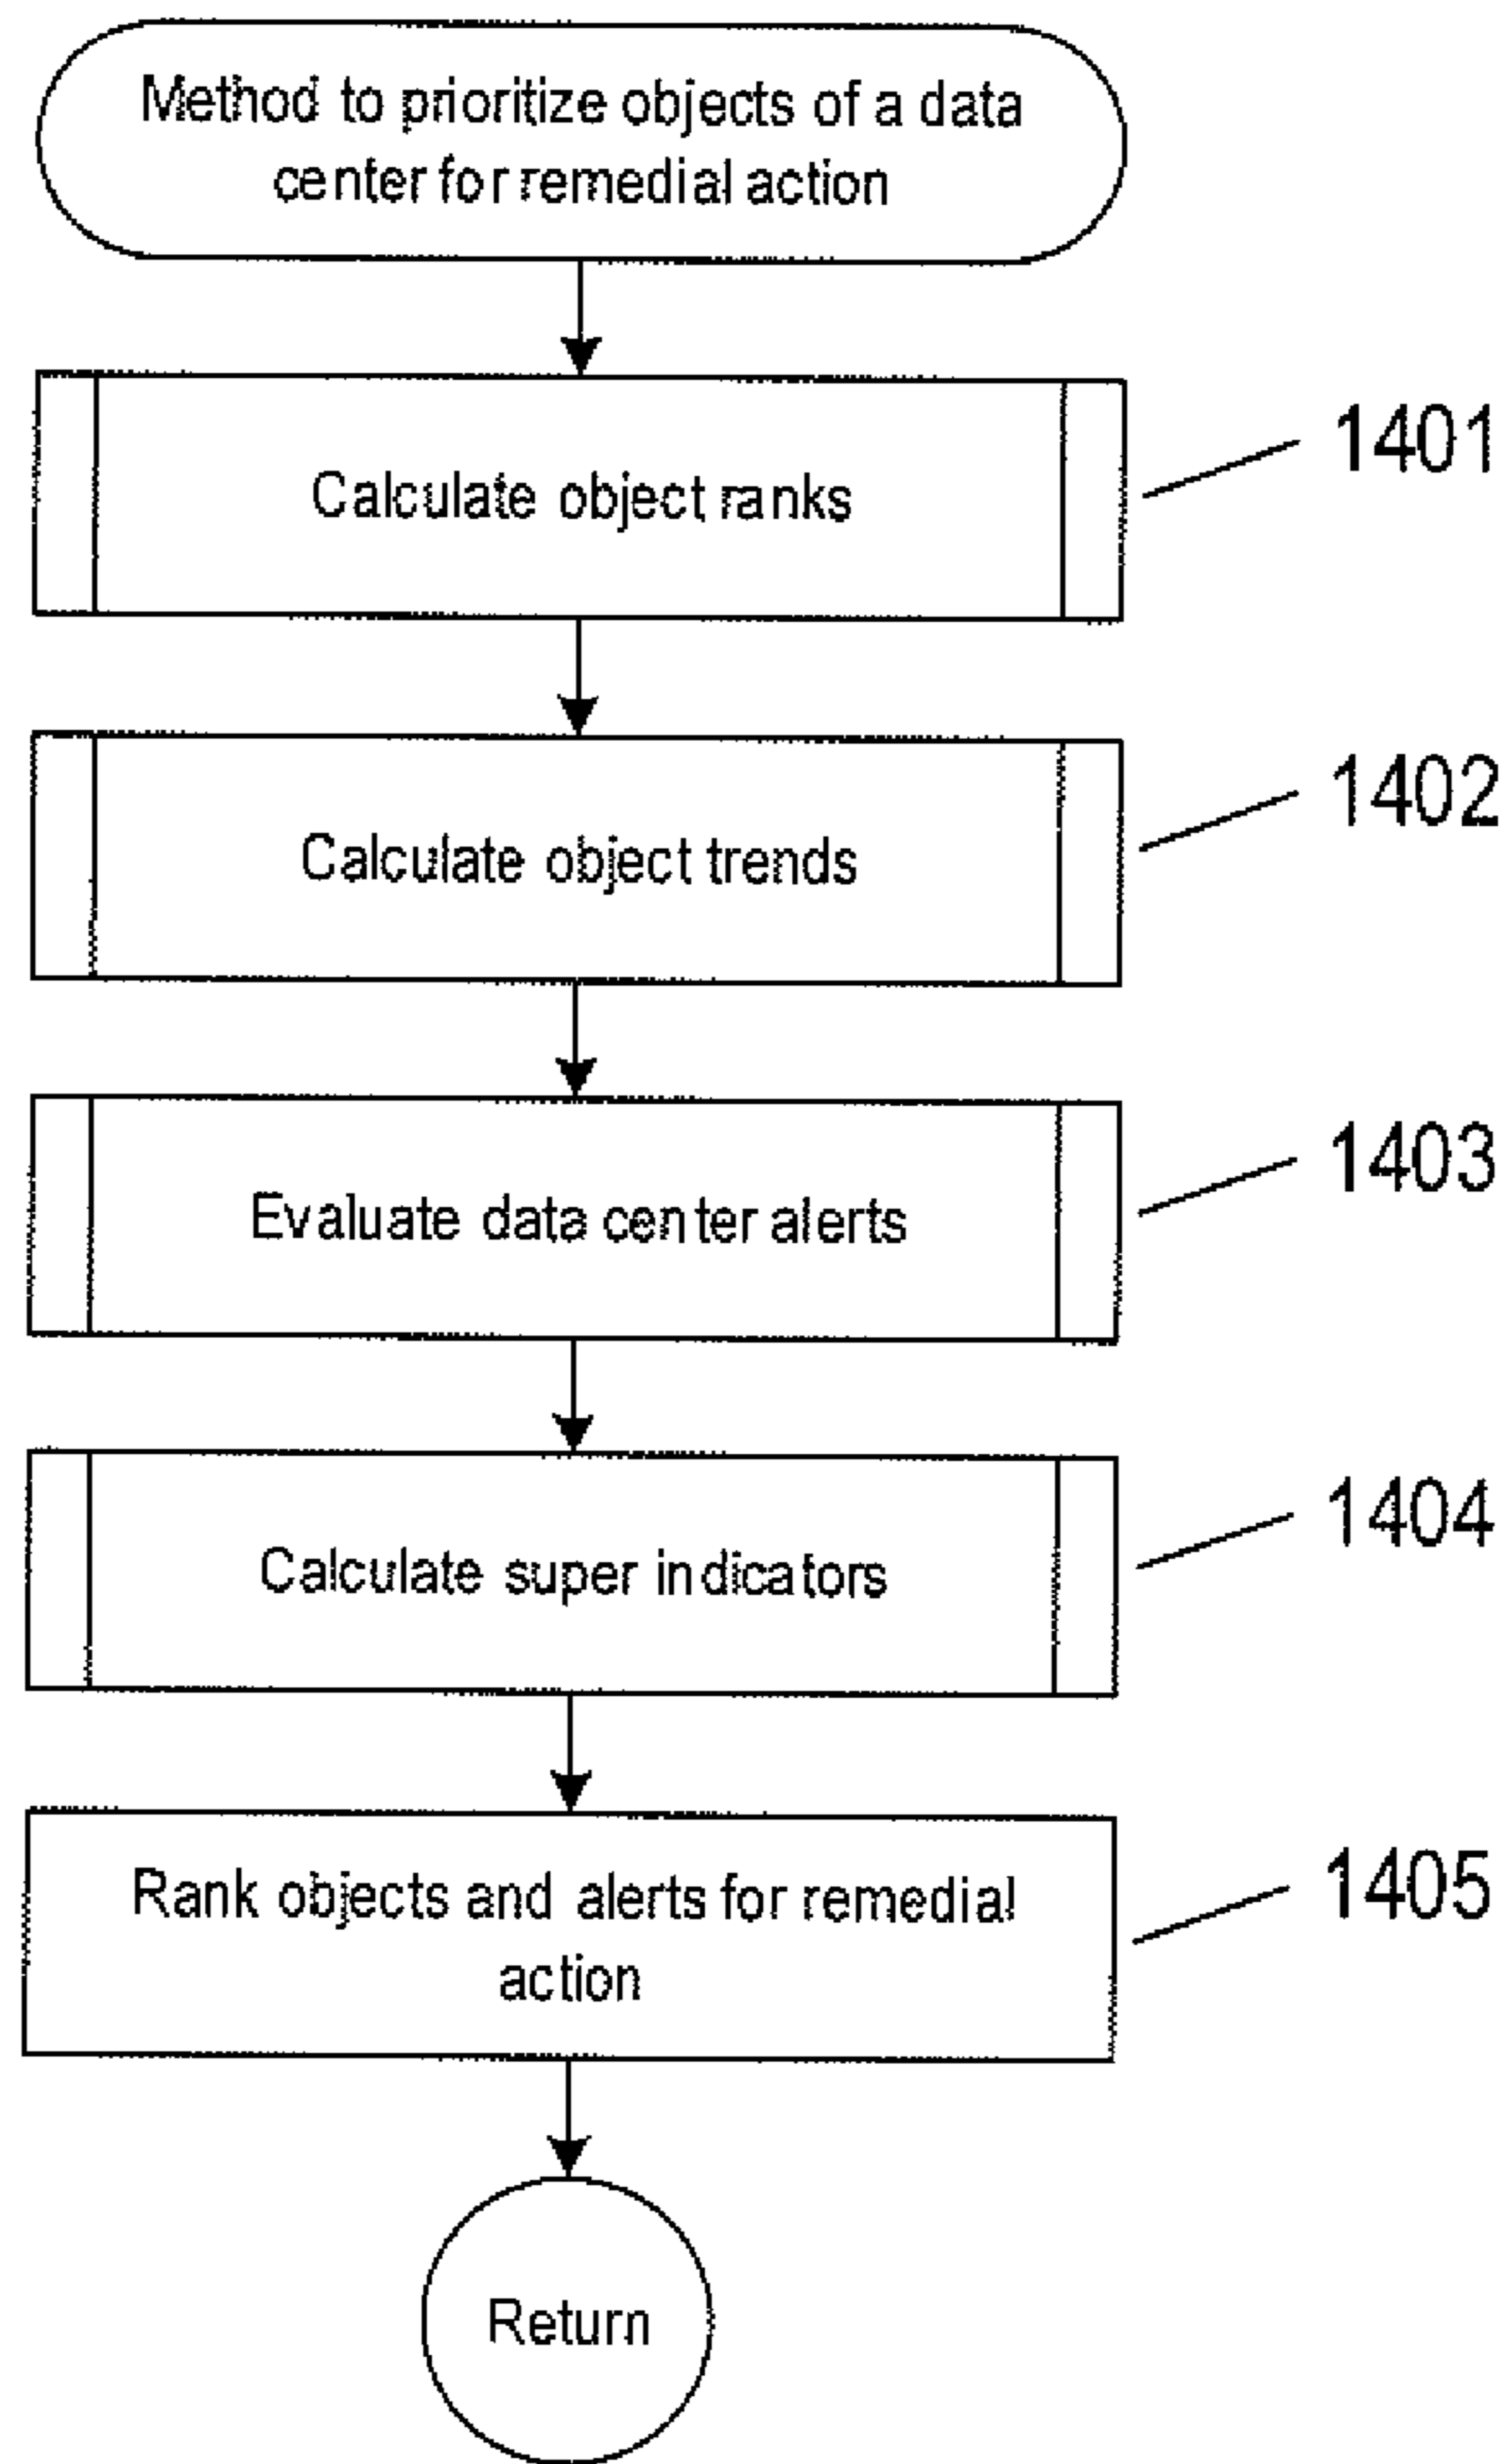 Method to prioritize objects of a data
center for remedial action
Calculate object ranks
1401
Calculate object trends
1402
Evaluate data center alerts
1403
Calculate super indicators
1404
Rank objects and alerts for remedial
action
1405
Return